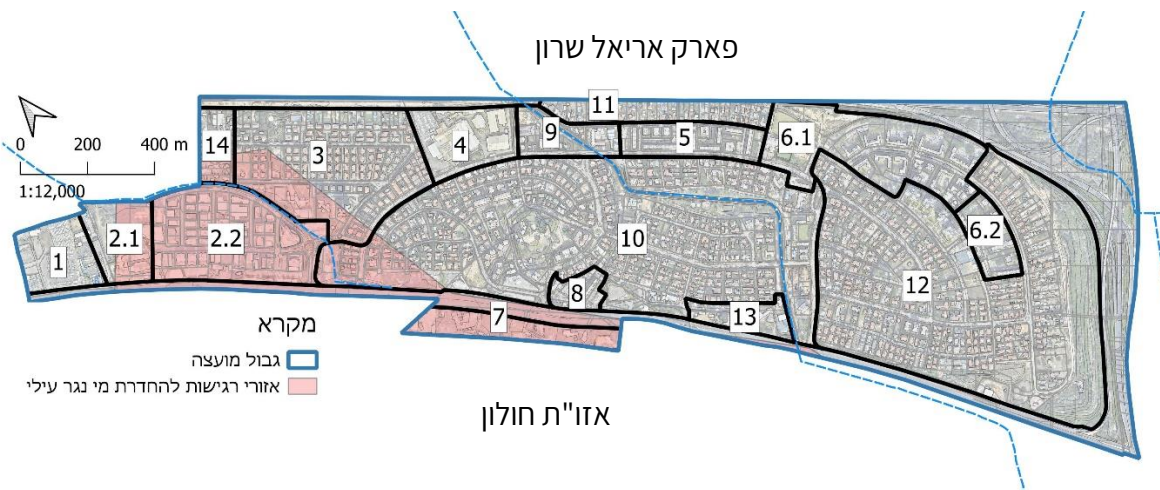 פארק אריאל שרון
0 200 400 m
1:12,000
11
14
3
4
9
5
6.1
1
2.1
2.2
10
6.2
8
12
7
13
מקרא
גבול מועצה
אזורי רגישות להחדרת מי נגר עילי
אזו"ת חולון